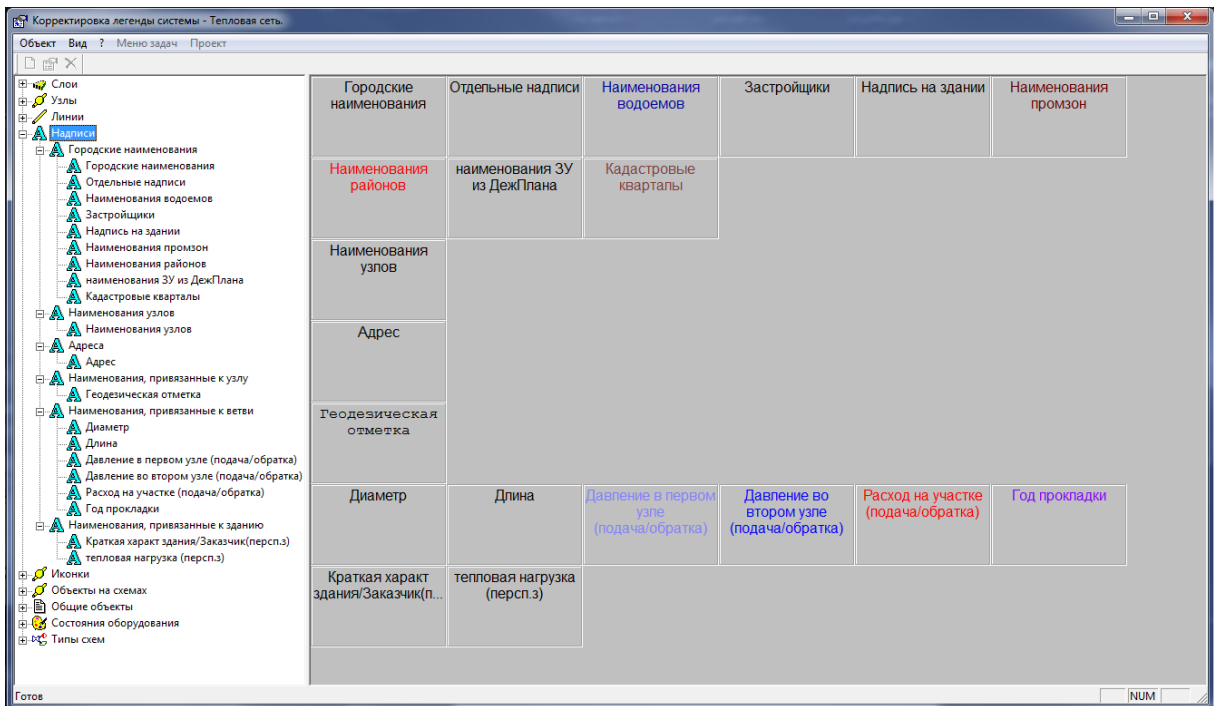 Корректировка легенды системы - Тепловая сеть.
Объект Вид ? Меню задач Проект
Слои
Узлы
Линии
Надписи
Городские наименования
Городские наименования
Отдельные надписи
Наименования водоемов
Застройщики
Надпись на здании
Наименования промзон
Наименования районов
наименования ЗУ из ДежПлана
Кадастровые кварталы
Наименования узлов
Наименования узлов
Адреса
Адрес
Наименования, привязанные к узлу
Геодезическая отметка
Наименования, привязанные к ветви
Диаметр
Длина
Давление в первом узле (подача/обратка)
Давление во втором узле (подача/обратка)
Расход на участке (подача/обратка)
Год прокладки
Наименования, привязанные к зданию
Краткая характ здания/Заказчик(персп.з)
тепловая нагрузка (персп.з)
Иконки
Объекты на схемах
Общие объекты
Состояния оборудования
Типы схем
Городские
наименования
Отдельные надписи
Наименования
водоемов
Застройщики
Надпись на здании
Наименования
промзон
Наименования
районов
наименования ЗУ
из ДежПлана
Кадастровые
кварталы
Наименования
узлов
Адрес
Геодезическая
отметка
Диаметр
Длина
Давление в первом
узле
(подача/обратка)
Давление во
втором узле
(подача/обратка)
Расход на участке
(подача/обратка)
Год прокладки
Краткая характ
здания/Заказчик(п...
тепловая нагрузка
(персп.з)
Готов
NUM